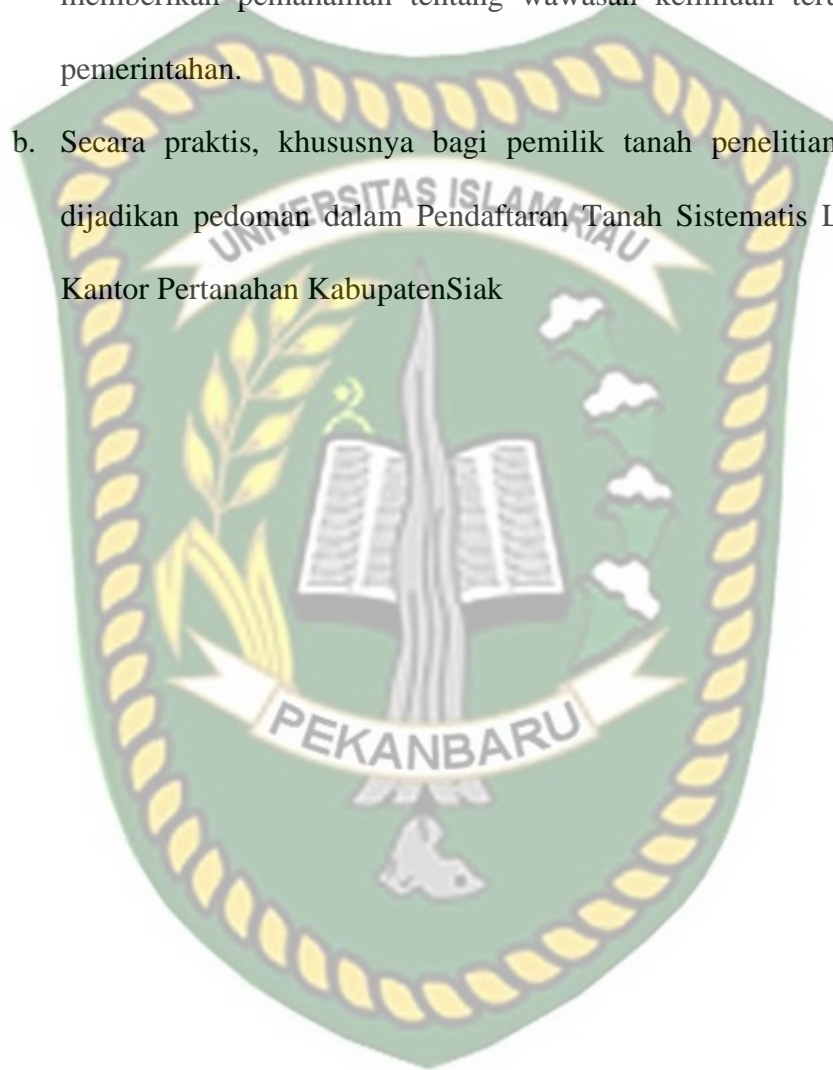 memberikan pemahaman tentang wawasan keilmuan
pemerintahan.
b. Secara praktis, khususnya bagi pemilik tanah penelitian
dijadikan pedoman dalam Pendaftaran Tanah Sistematis L
Kantor Pertanahan KabupatenSiak
UNIVERSITAS ISLAM RIAU
PEKANBARU